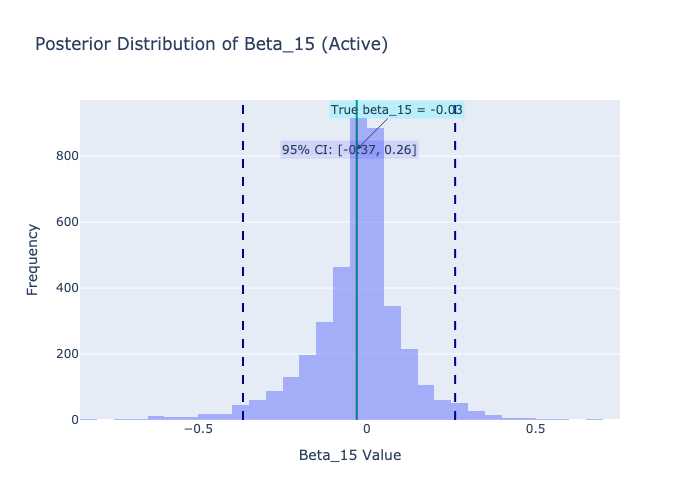 Posterior Distribution of Beta_15 (Active)
True beta_15 = -0.03
95% CI: [-0.37, 0.26]
800
600
400
200
0
Frequency
−0.5
0
0.5
Beta_15 Value